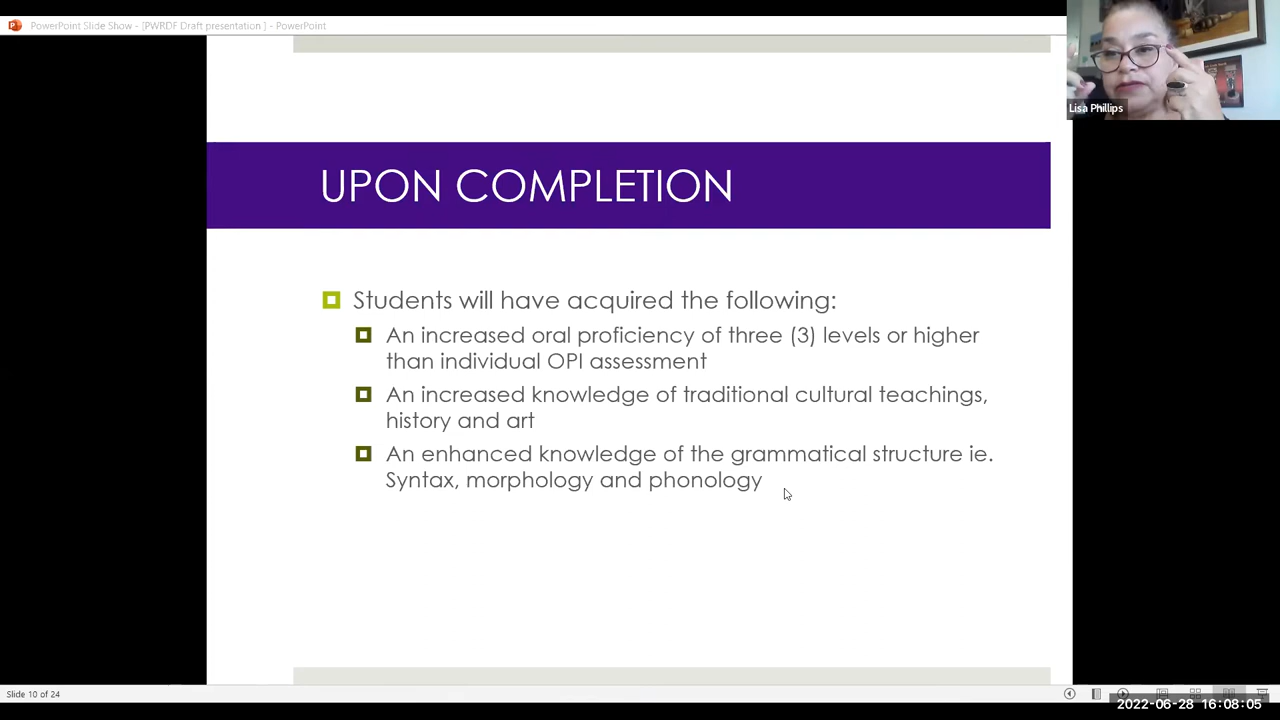 PowerPoint Slide Show - [PWRDF Draft presentation ] - PowerPoint
Lisa Phillips
UPON COMPLETION
Students will have acquired the following:
An increased oral proficiency of three (3) levels or higher
than individual OPI assessment
An increased knowledge of traditional cultural teachings,
history and art
An enhanced knowledge of the grammatical structure ie.
Syntax, morphology and phonology
Slide 10 of 24
2022-06-28 16:08:05